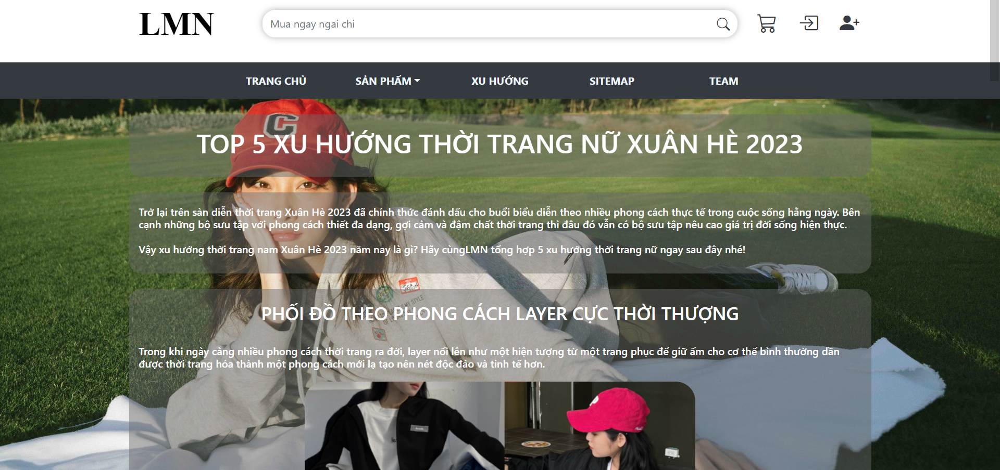 LMN
Mua ngay ngai chi
TRANG CHỦ
SẢN PHẨM
XU HƯỚNG
SITEMAP
TEAM
C
TOP 5 XU HƯỚNG THỜI TRANG NỮ XUÂN HÈ 2023
Trở lại trên sàn diễn thời trang Xuân Hè 2023 đã chính thức đánh dấu cho buổi biểu diễn theo nhiều phong cách thực tế trong cuộc sống hằng ngày. Bên
cạnh những bộ sưu tập với phong cách thiết đa dạng, gợi cảm và đậm chất thời trang thì đâu đó vẫn có bộ sưu tập nêu cao giá trị đời sống hiện thực.
Vậy xu hướng thời trang nam Xuân Hè 2023 năm nay là gì? Hãy cùngLMN tổng hợp 5 xu hướng thời trang nữ ngay sau đây nhé!
PHỐI ĐỒ THEO PHONG CÁCH LAYER CỰC THỜI THƯỢNG
Trong khi ngày càng nhiều phong cách thời trang ra đời, layer nổi lên như một hiện tượng từ một trang phục để giữ ấm cho cơ thể bình thường dần
được thời trang hóa thành một phong cách mới lạ tạo nên nét độc đáo và tinh tế hơn.